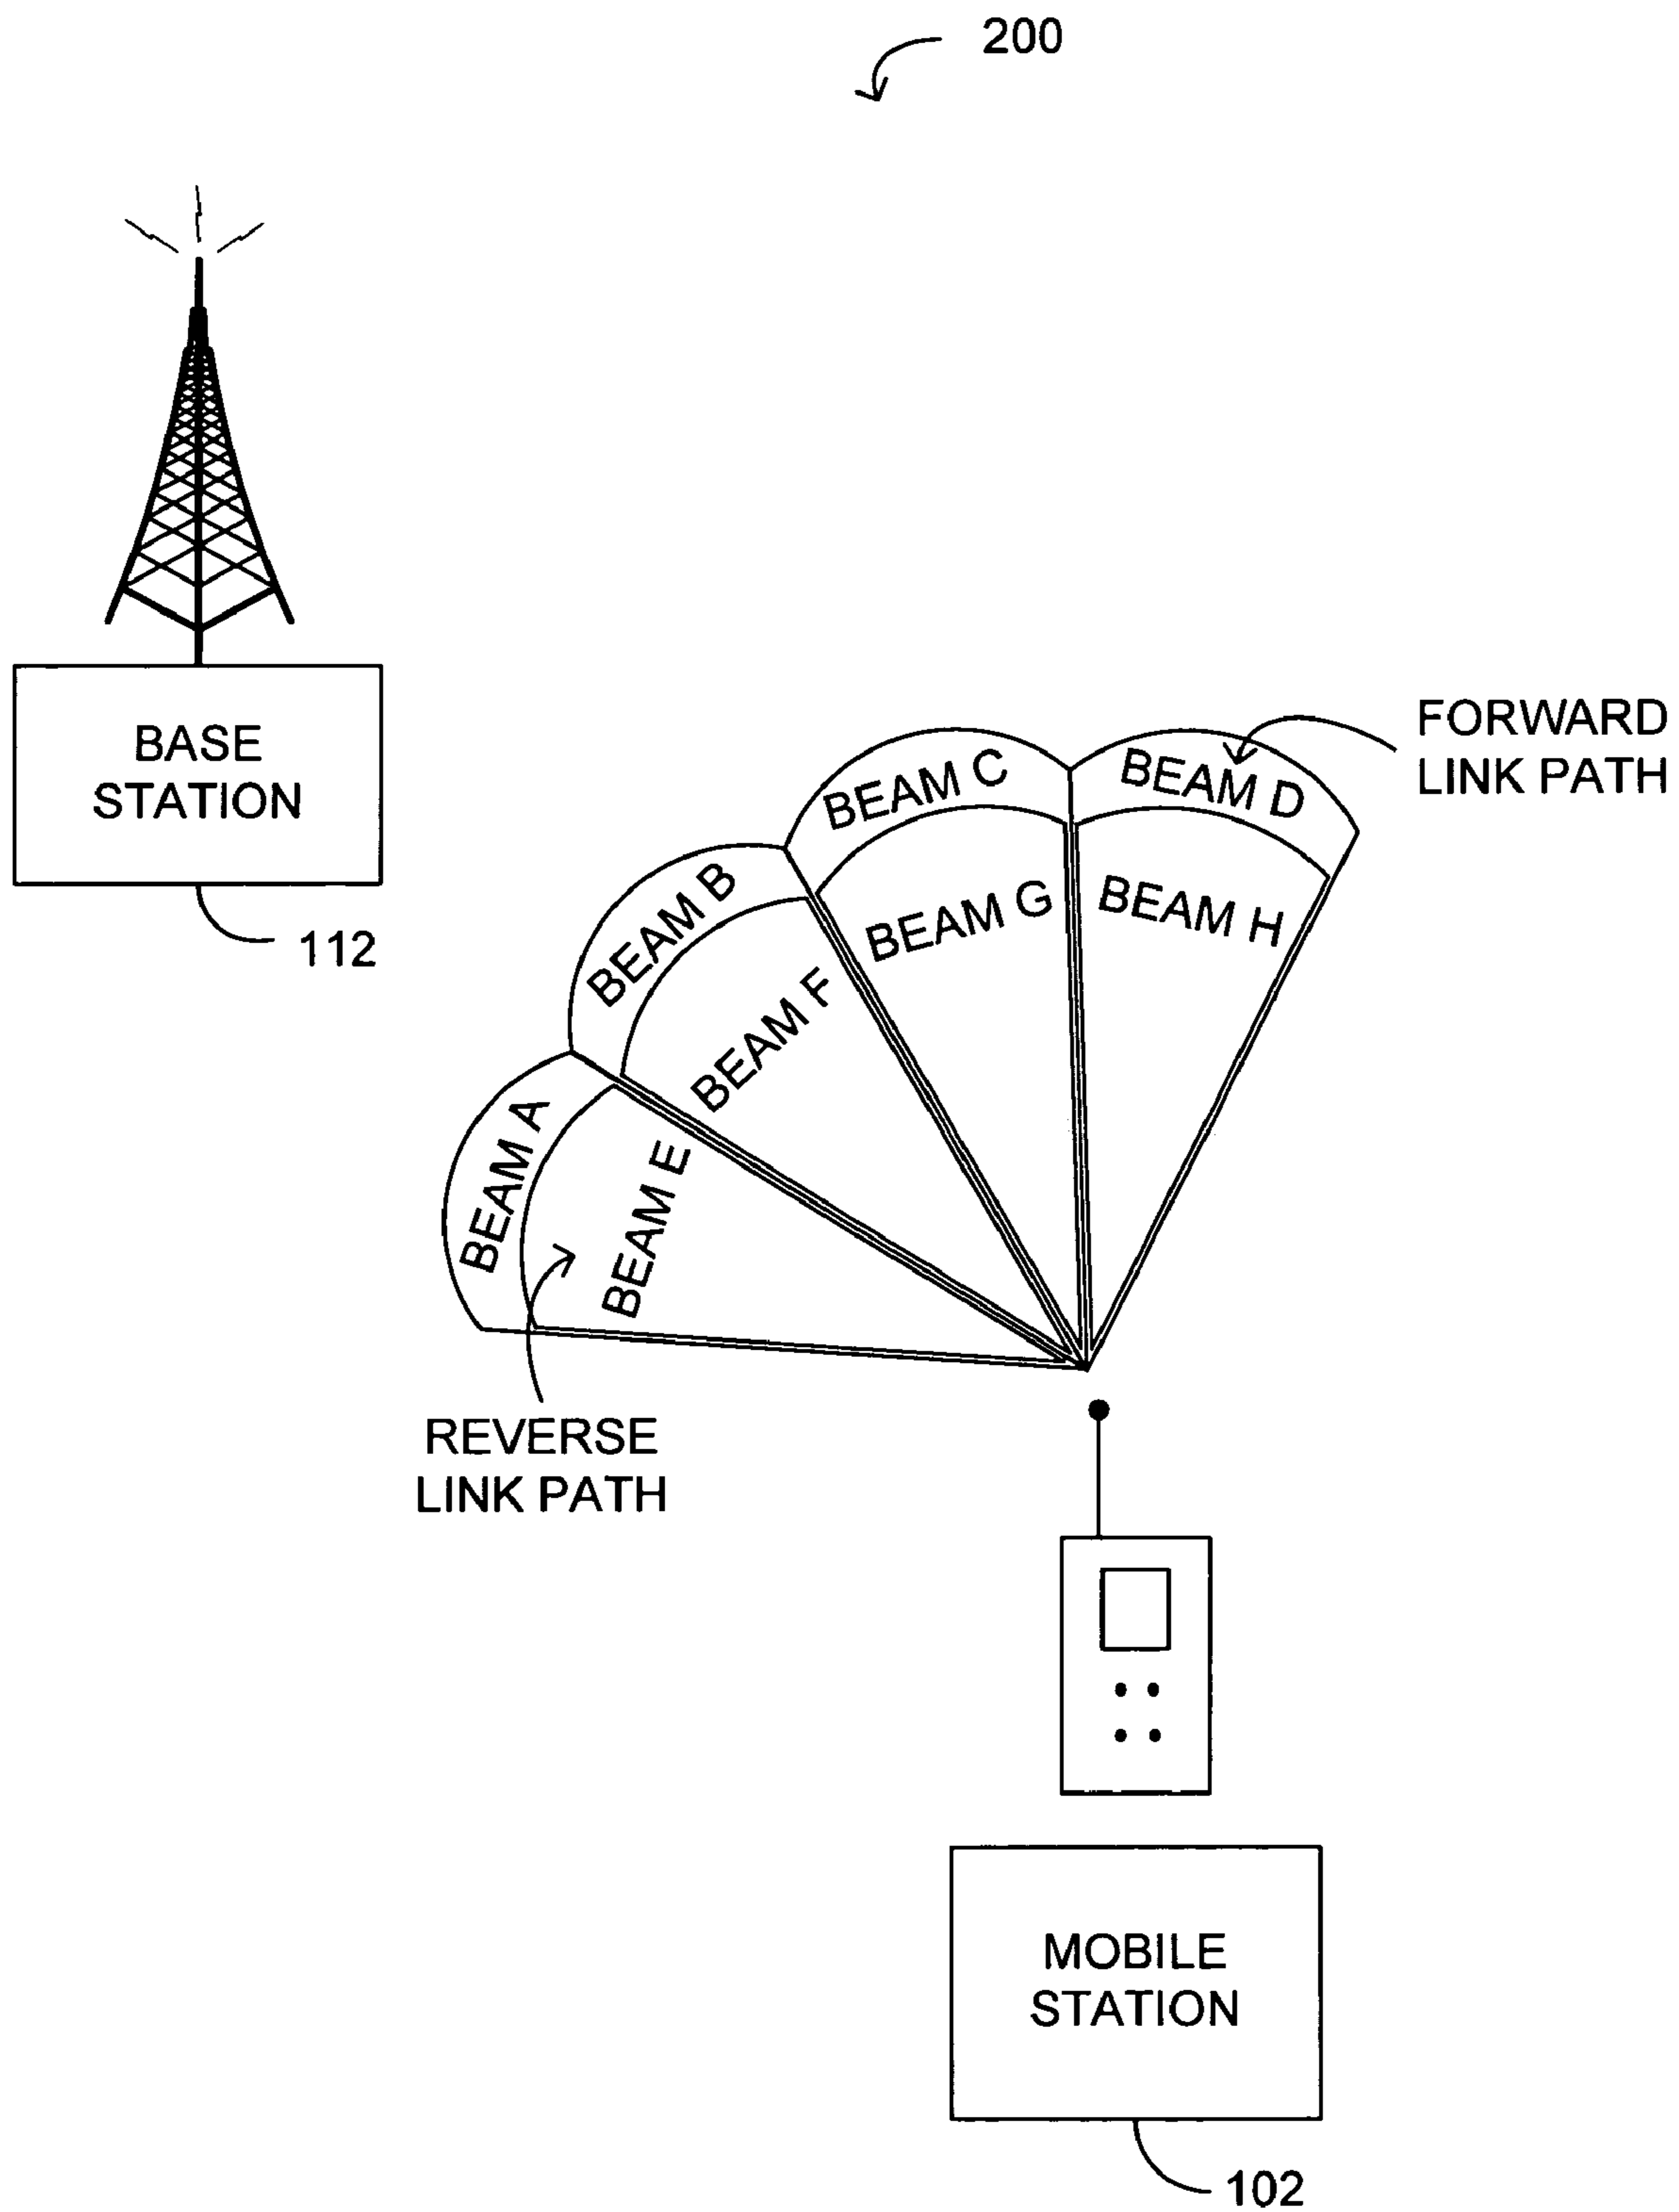 200
BASE
STATION
112
FORWARD
LINK PATH
BEAM A
BEAM B
BEAM C
BEAM D
BEAM E
BEAM F
BEAM G
BEAM H
REVERSE
LINK PATH
MOBILE
STATION
102